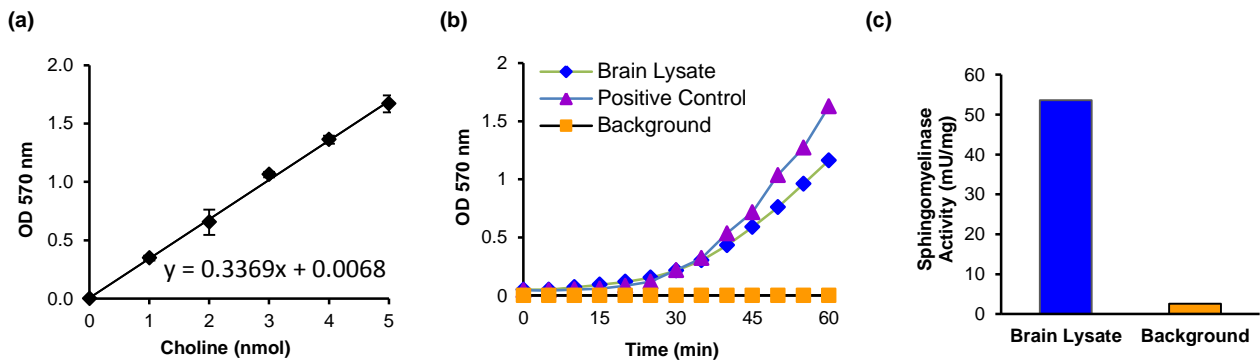 (a)
OD 570 nm
2.0
1.5
1.0
0.5
0.0
y = 0.3369x + 0.0068
0 1 2 3 4 5
Choline (nmol)
(b)
OD 570 nm
2
1.5
1
0.5
0
Brain Lysate
Positive Control
Background
0 15 30 45 60
Time (min)
(c)
Sphingomyelinase
Activity (mU/mg)
60
50
40
30
20
10
0
Brain Lysate Background